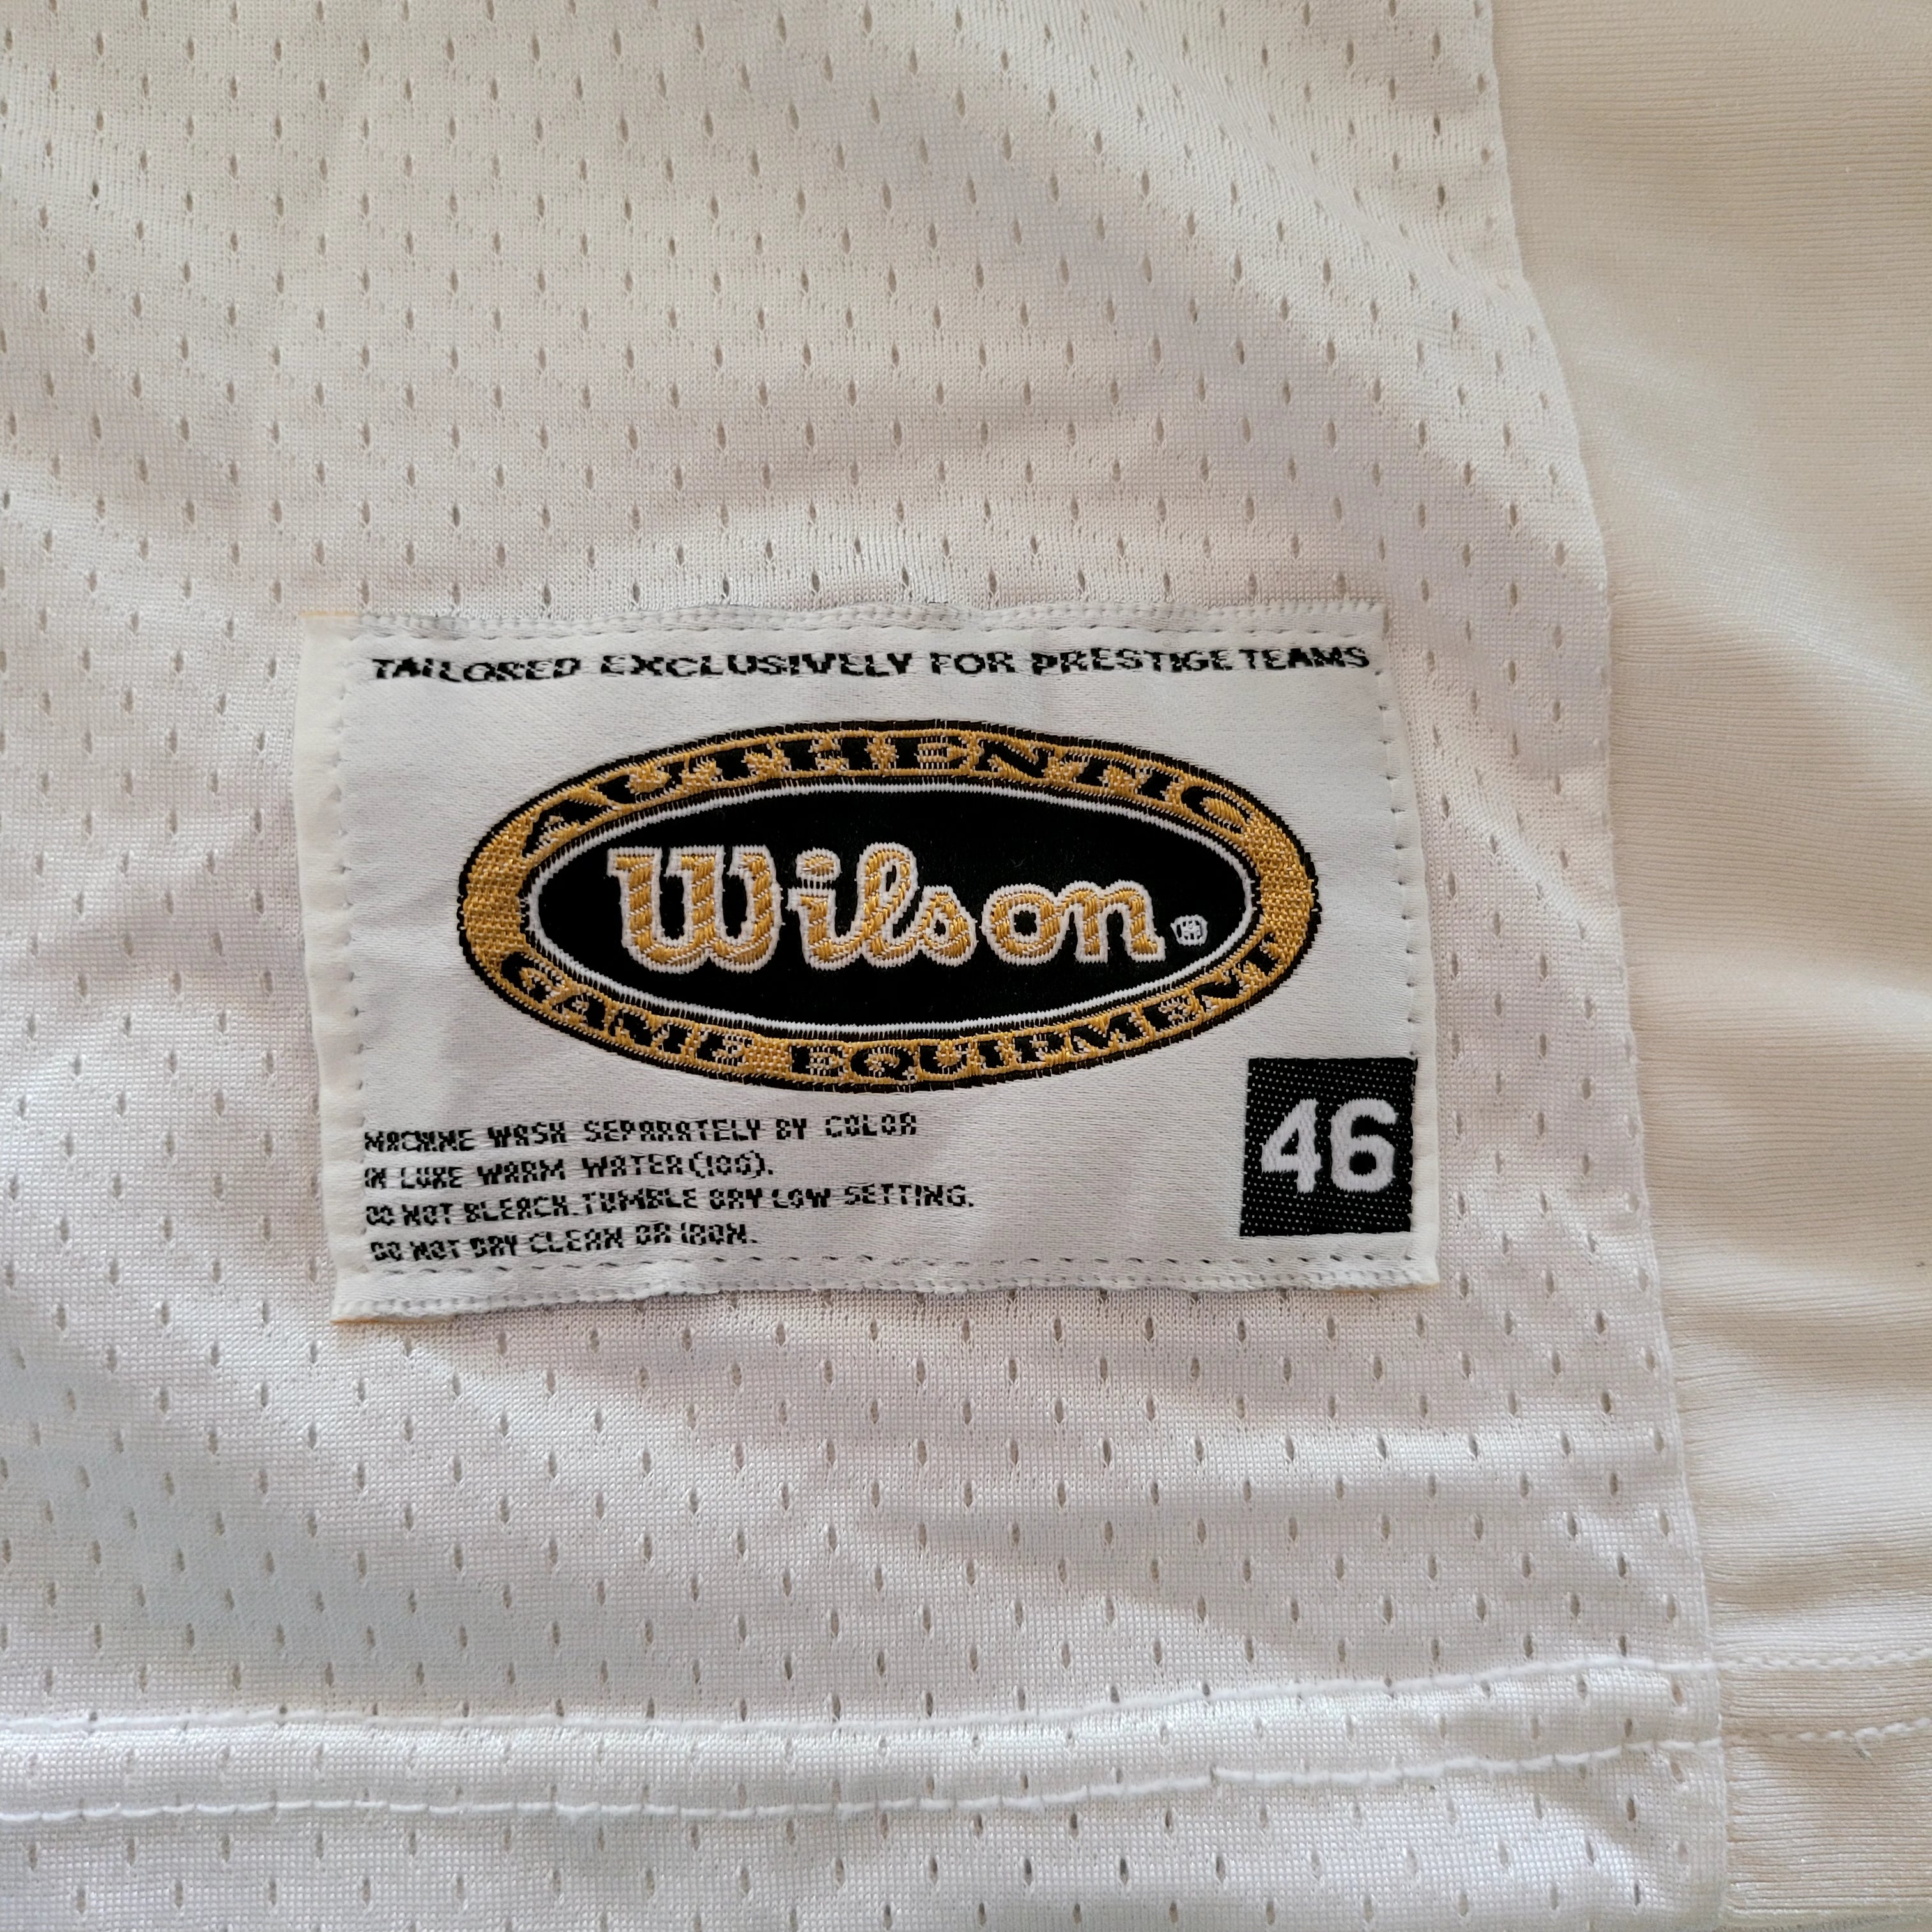 TAILORED EXCLUSIVELY FOR PRESTIGE TEAMS
AUTHENTIC
Wilson®
GAME EQUIPMENT
MACHINE WASH SEPARATELY BY COLOR
IN LUKE WARM WATER(100).
DO NOT BLEACH.TUMBLE DRY LOW SETTING.
DO NOT DRY CLEAN OR IRON.
46